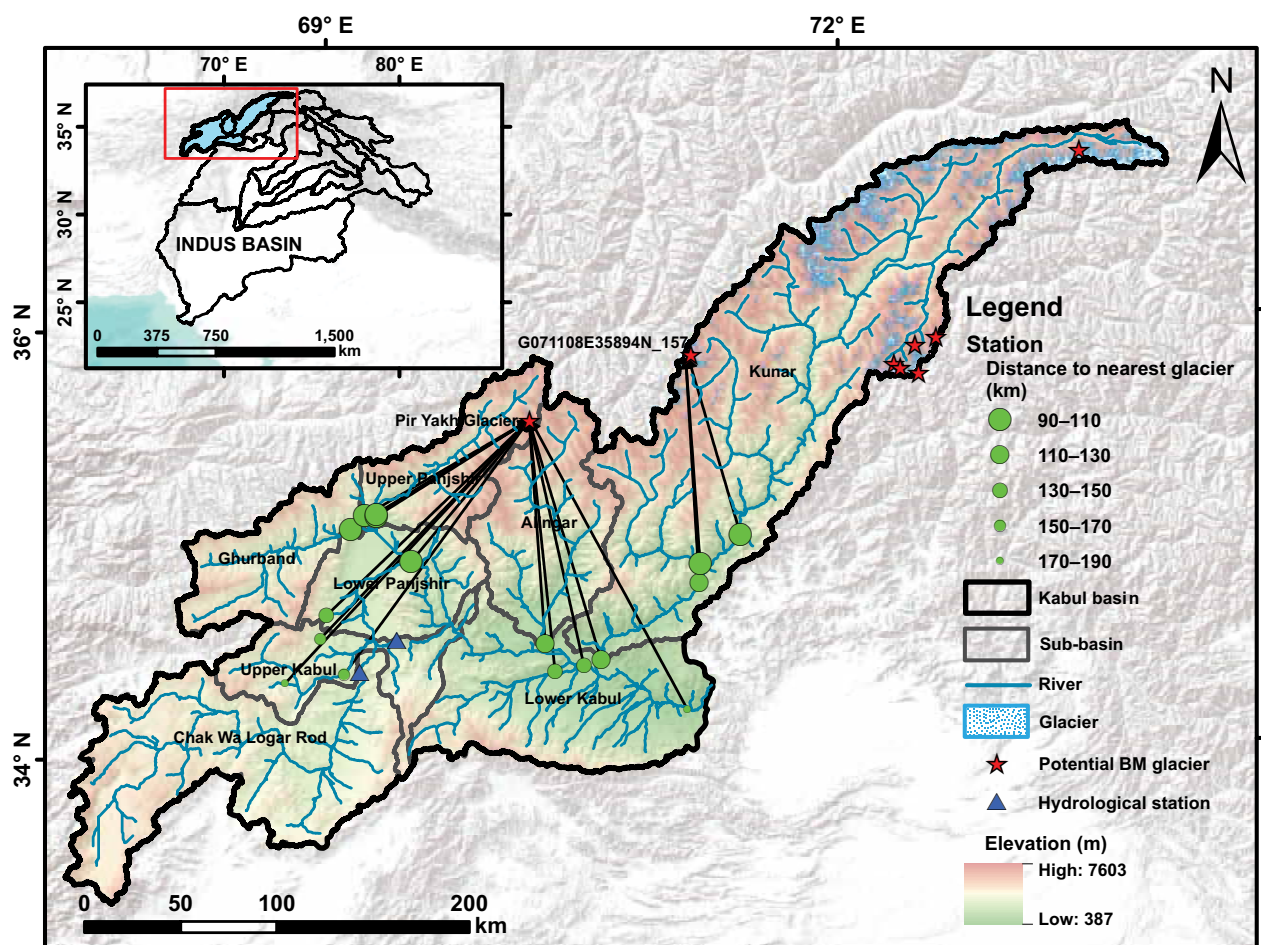 69° E
72° E
70° E
80° E
N
35° N
30° N
25° N
INDUS BASIN
0
375
750
1,500
km
36° N
34° N
G071108E35894N_157
Kunar
Pir Yakh Glacier
Upper Panjshir
Alingar
Ghurband
Lower Panjshir
Upper Kabul
Lower Kabul
Chak Wa Logar Rod
Legend
Station
Distance to nearest glacier
(km)
90–110
110–130
130–150
150–170
170–190
Kabul basin
Sub-basin
River
Glacier
Potential BM glacier
Hydrological station
Elevation (m)
High: 7603
Low: 387
0
50
100
200
km